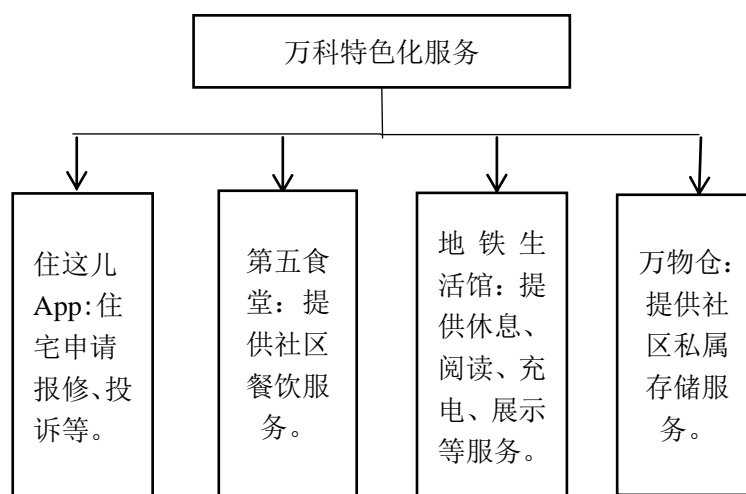 万科特色化服务
住这儿
App:住
宅申请
报修、投
诉等。
第五食
堂：提
供社区
餐饮服
务。
地铁生
活馆：提
供休息、
阅读、充
电、展示
等服务。
万物仓：
提供社
区私属
存储服
务。